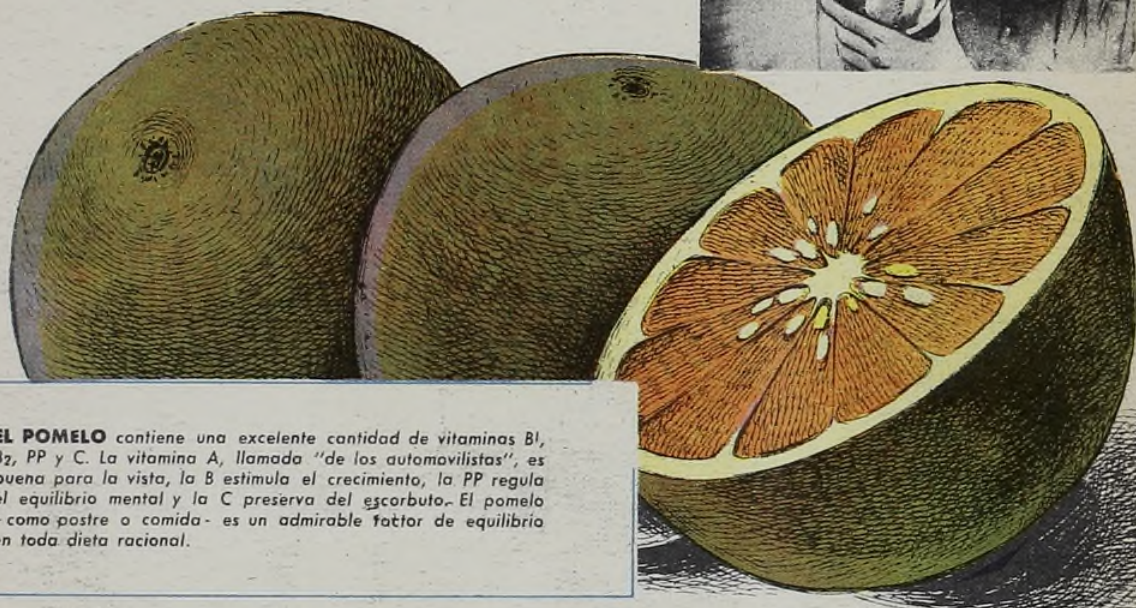 EL POMELO contiene una excelente cantidad de vitaminas B¹,
B₂, PP y C. La vitamina A, llamada "de los automovilistas", es
buena para la vista, la B estimula el crecimiento, la PP regula
el equilibrio mental y la C preserva del escorbuto. El pomelo
- como postre o comida - es un admirable factor de equilibrio
en toda dieta racional.